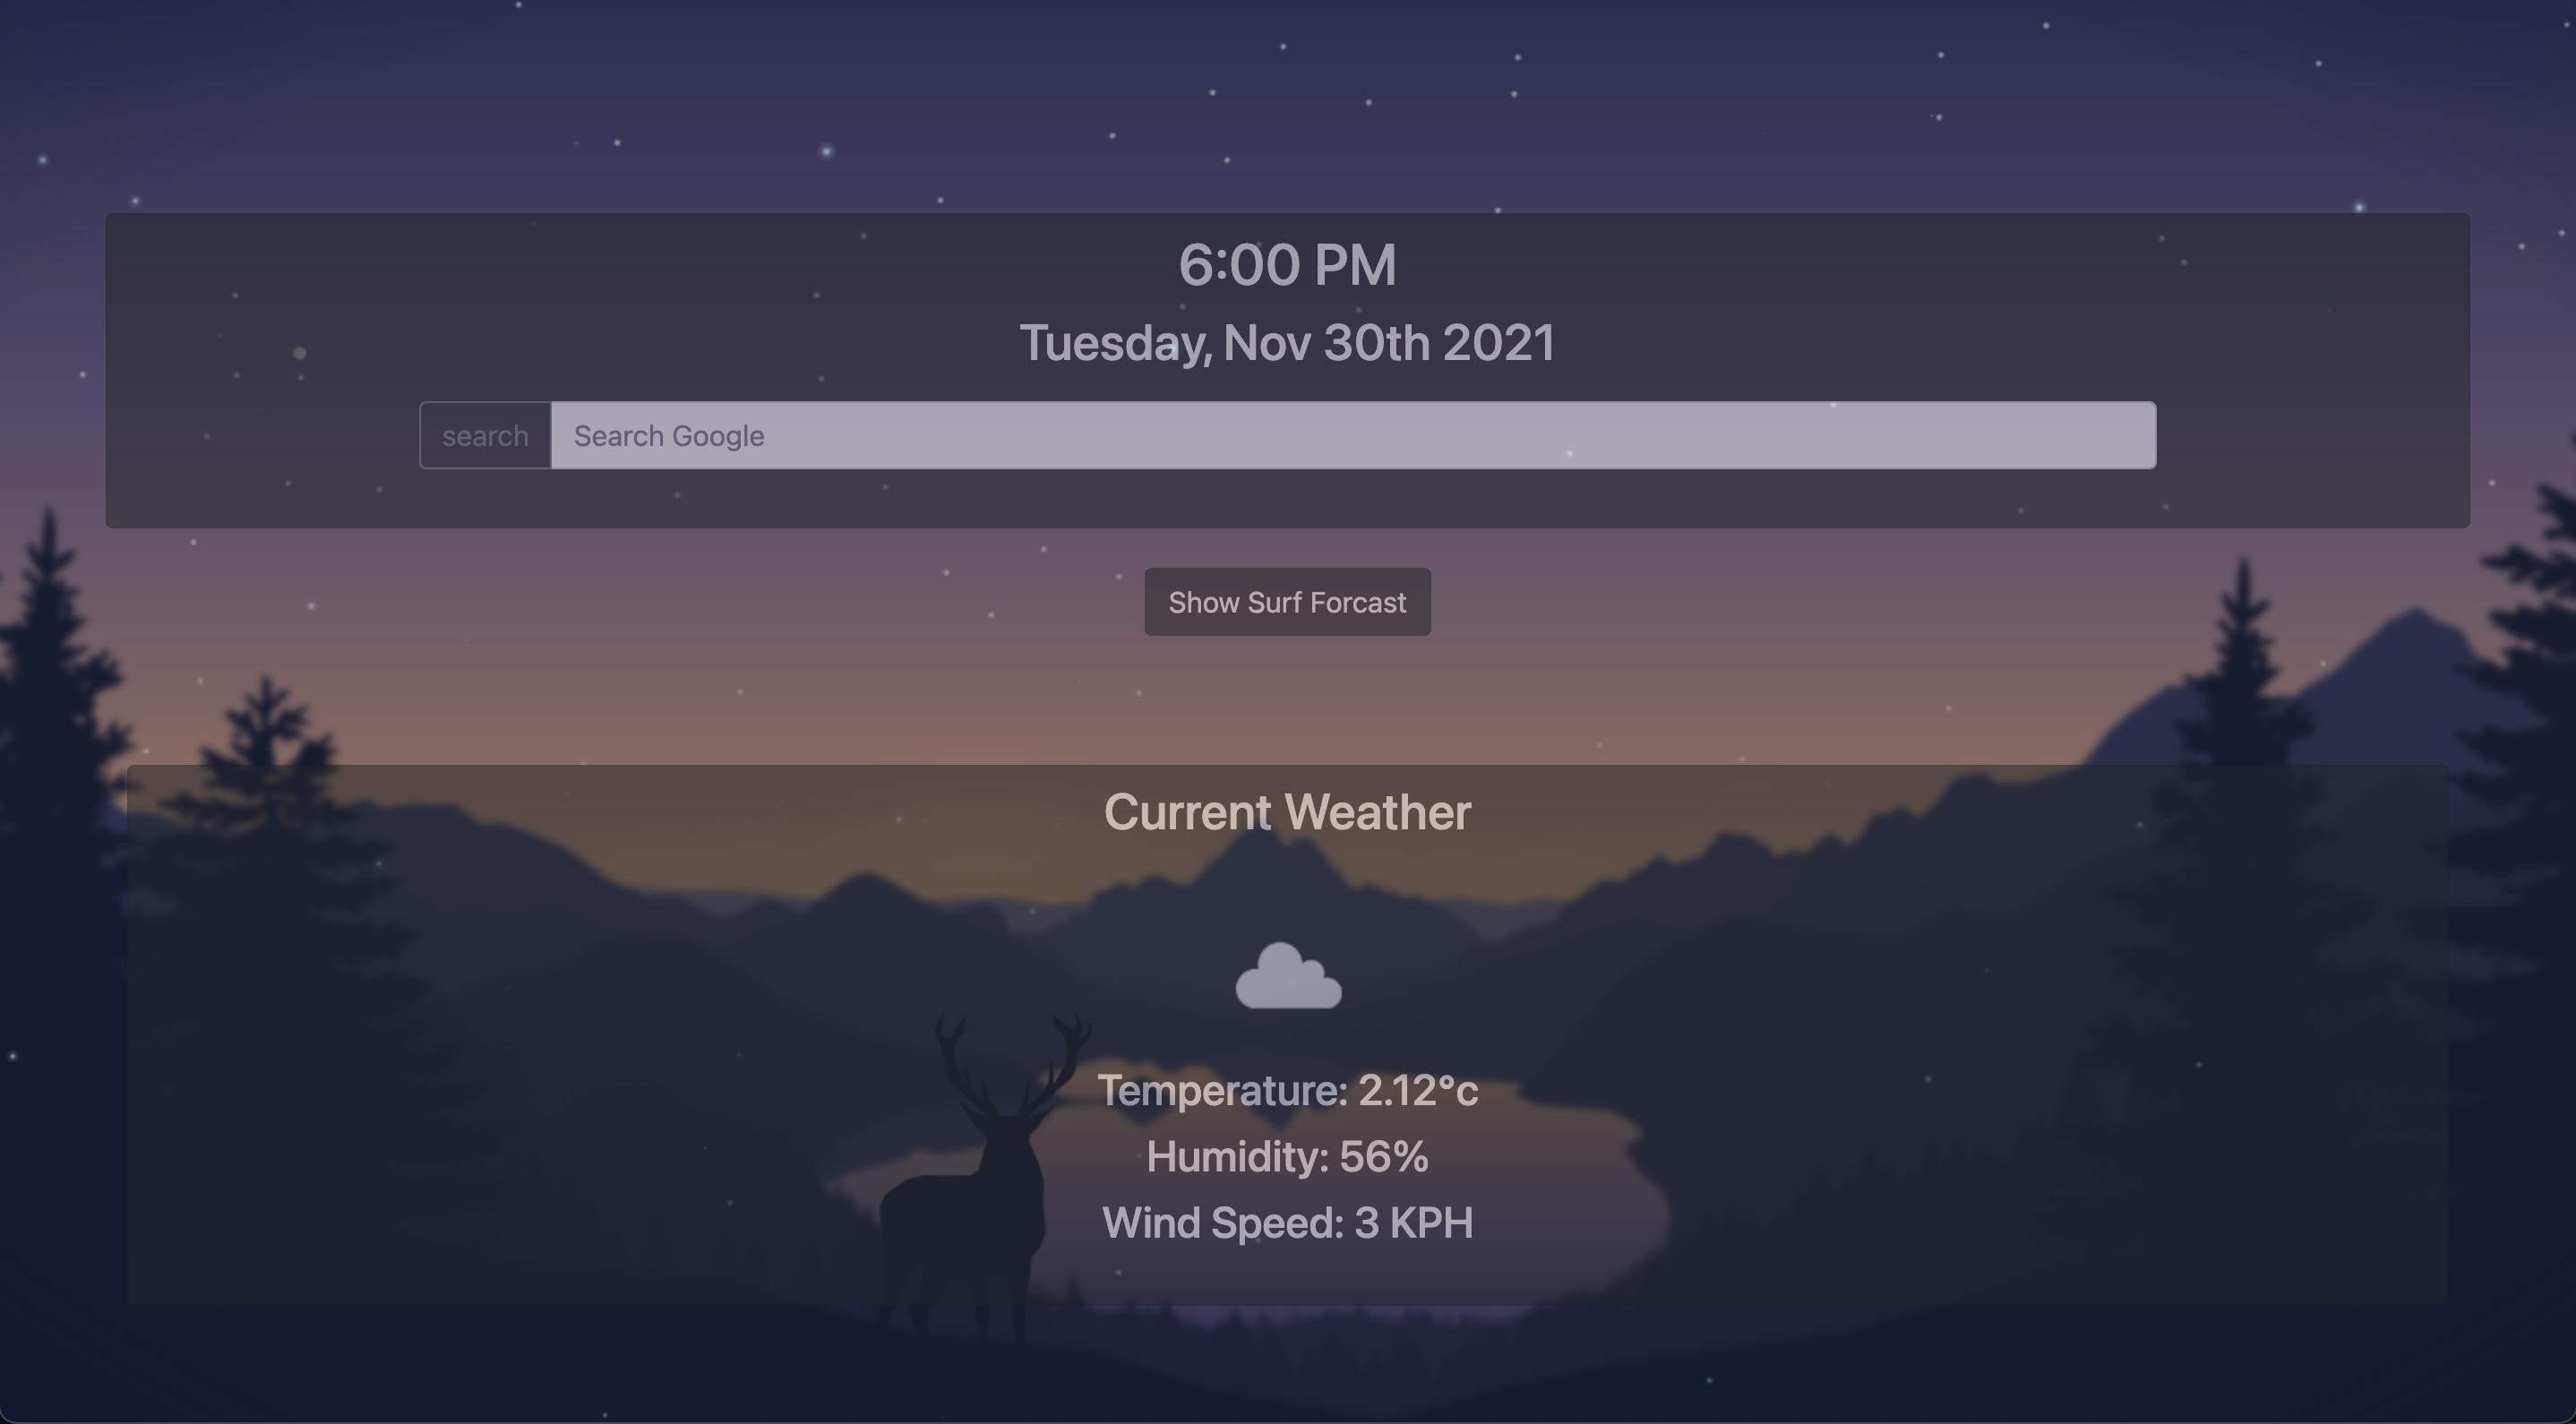 6:00 PM
Tuesday, Nov 30th 2021
search Search Google
Show Surf Forcast
Current Weather
Temperature: 2.12°c
Humidity: 56%
Wind Speed: 3 KPH